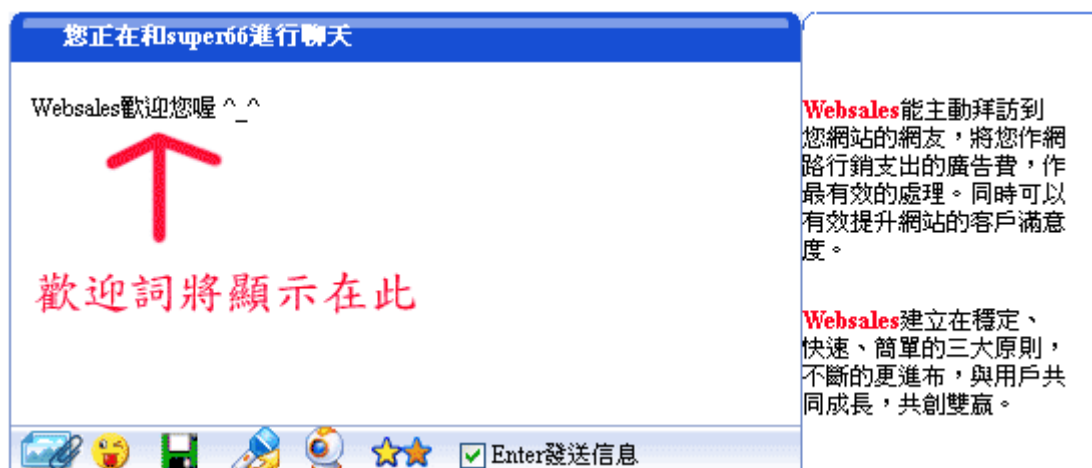 您正在和super66進行聊天
Websales歡迎您喔 ^_^
歡迎詞將顯示在此
Enter發送信息
Websales能主動拜訪到
您網站的網友，將您作網
路行銷支出的廣告費，作
最有效的處理。同時可以
有效提升網站的客戶滿意
度。
Websales建立在穩定、
快速、簡單的三大原則，
不斷的更進布，與用戶共
同成長，共創雙贏。